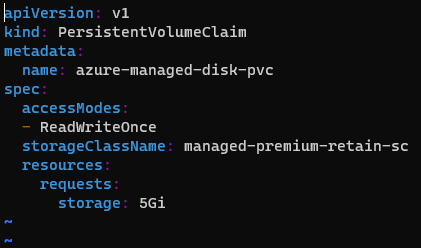 apiVersion: v1
kind: PersistentVolumeClaim
metadata:
  name: azure-managed-disk-pvc
spec:
  accessModes:
  - ReadWriteOnce
  storageClassName: managed-premium-retain-sc
  resources:
    requests:
      storage: 5Gi
~
~